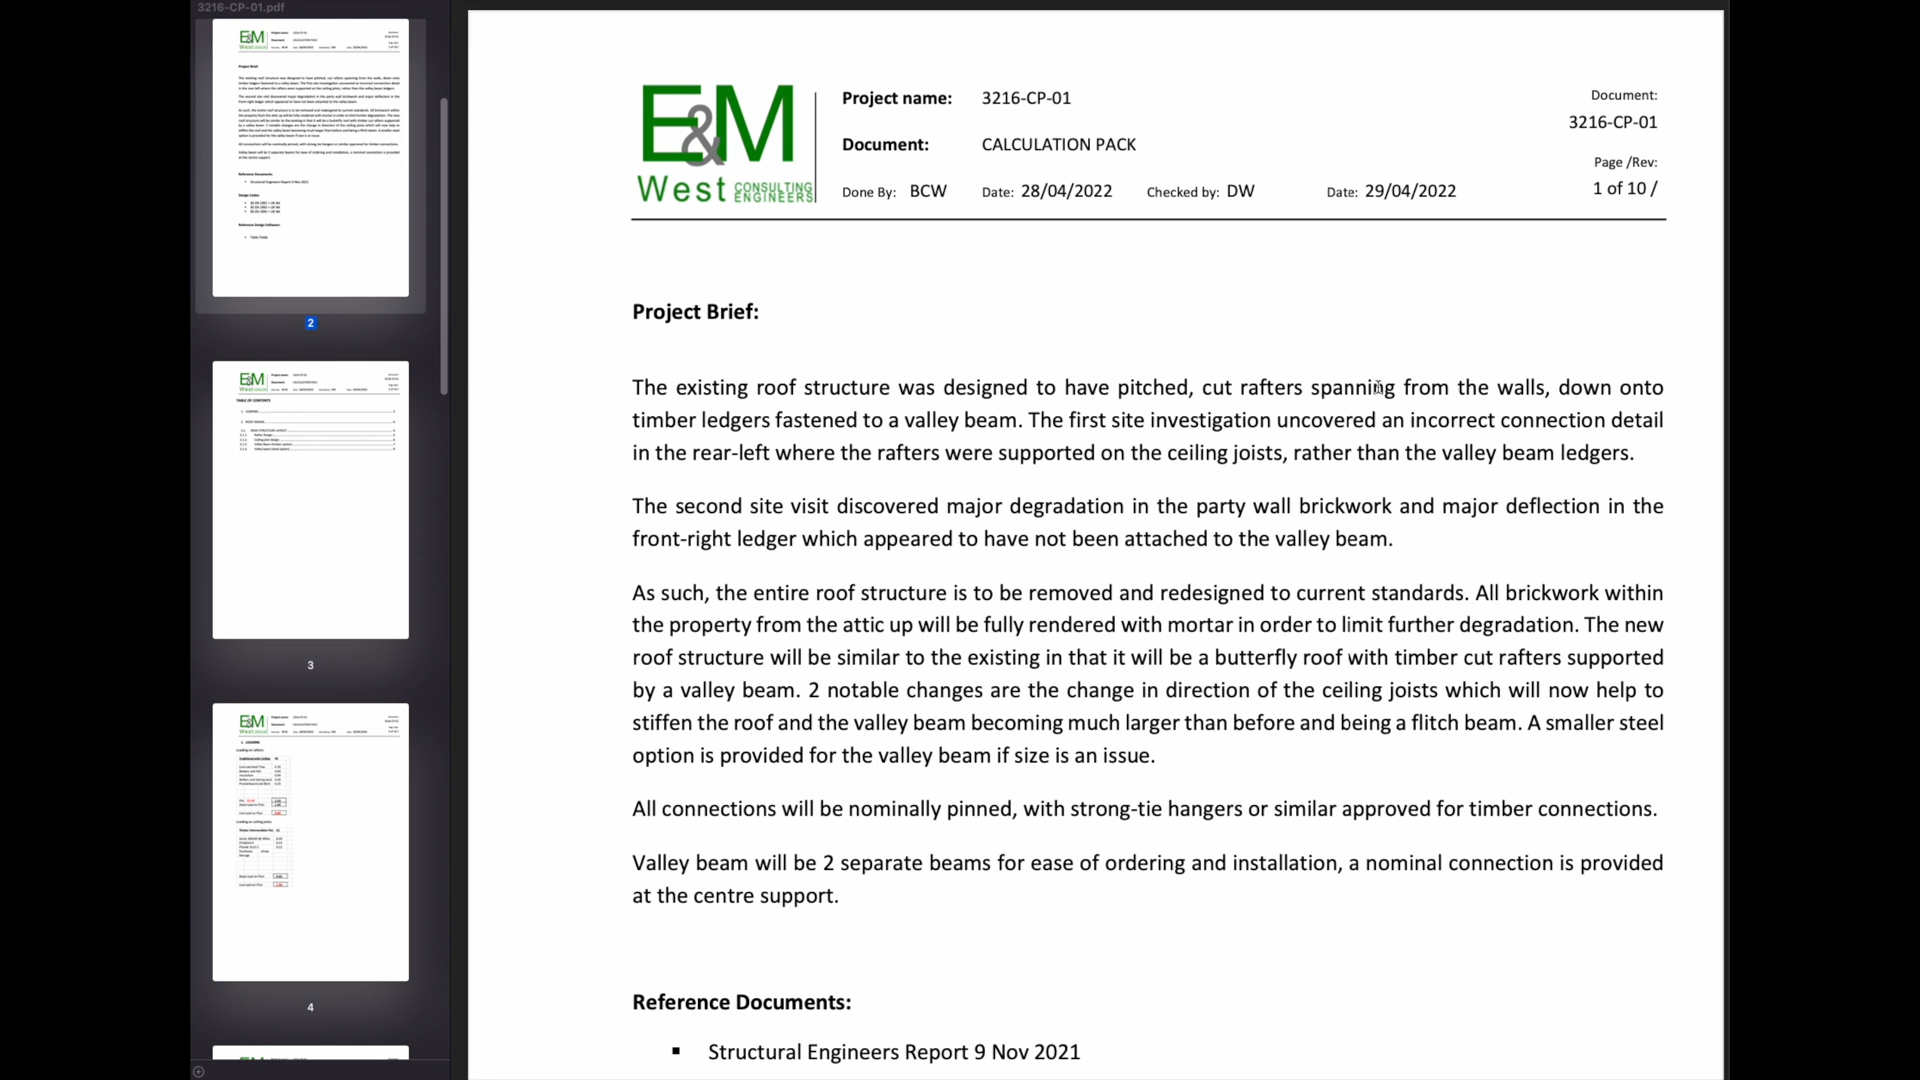 3216-CP-01.pdf
2
3
4
E&M
West CONSULTING ENGINEERS
Project name: 3216-CP-01
Document: CALCULATION PACK
Done By: BCW Date: 28/04/2022 Checked by: DW Date: 29/04/2022
Document:
3216-CP-01
Page /Rev:
1 of 10 /
Project Brief:
The existing roof structure was designed to have pitched, cut rafters spanning from the walls, down onto
timber ledgers fastened to a valley beam. The first site investigation uncovered an incorrect connection detail
in the rear-left where the rafters were supported on the ceiling joists, rather than the valley beam ledgers.
The second site visit discovered major degradation in the party wall brickwork and major deflection in the
front-right ledger which appeared to have not been attached to the valley beam.
As such, the entire roof structure is to be removed and redesigned to current standards. All brickwork within
the property from the attic up will be fully rendered with mortar in order to limit further degradation. The new
roof structure will be similar to the existing in that it will be a butterfly roof with timber cut rafters supported
by a valley beam. 2 notable changes are the change in direction of the ceiling joists which will now help to
stiffen the roof and the valley beam becoming much larger than before and being a flitch beam. A smaller steel
option is provided for the valley beam if size is an issue.
All connections will be nominally pinned, with strong-tie hangers or similar approved for timber connections.
Valley beam will be 2 separate beams for ease of ordering and installation, a nominal connection is provided
at the centre support.
Reference Documents:
▪ Structural Engineers Report 9 Nov 2021